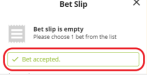 Bet Slip
Bet slip is empty
Please choose 1 bet from the list
Bet accepted.